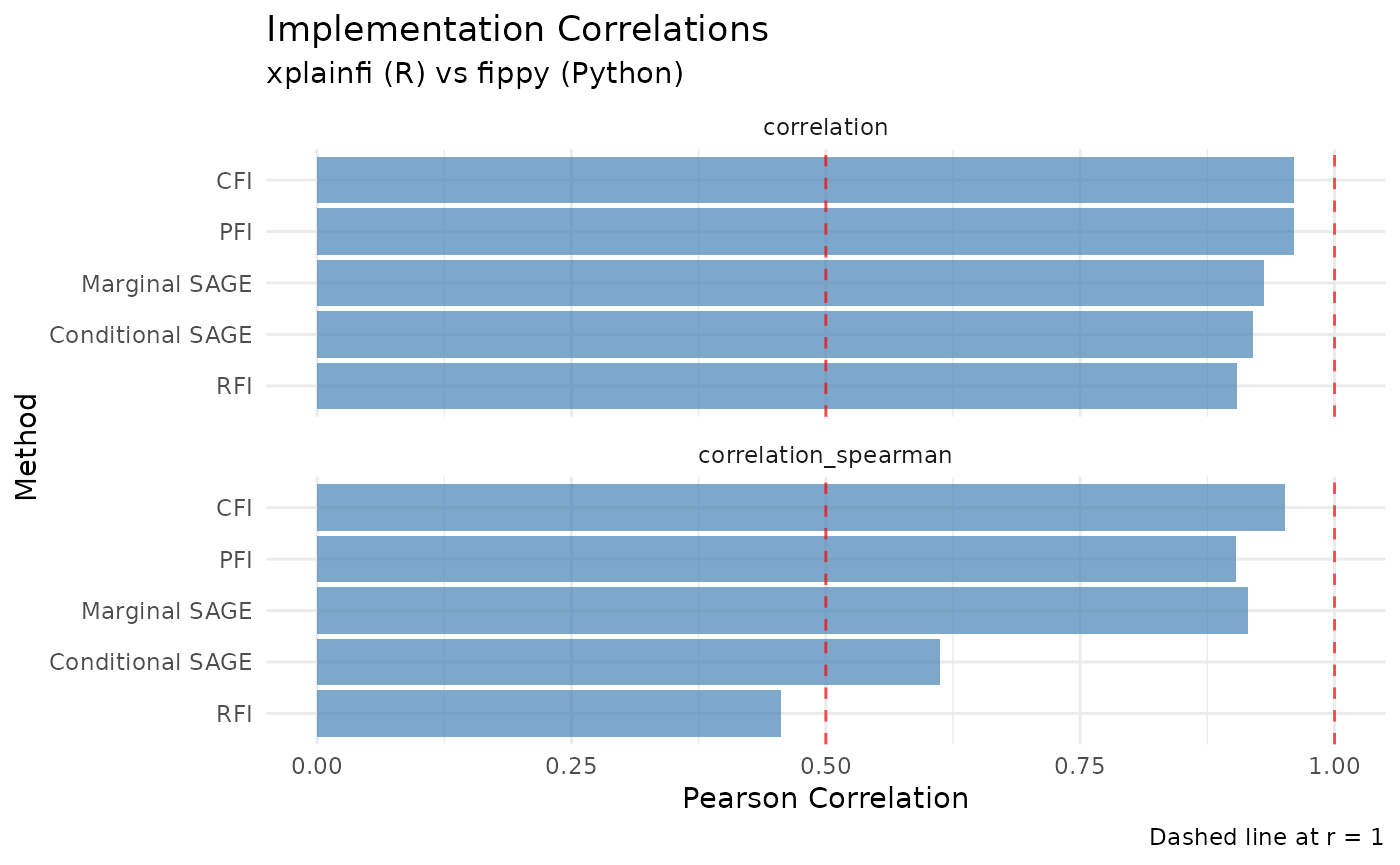 Implementation Correlations
xplainfi (R) vs fippy (Python)
correlation
CFI
PFI
Marginal SAGE
Conditional SAGE
RFI
Method
correlation_spearman
CFI
PFI
Marginal SAGE
Conditional SAGE
RFI
0.00 0.25 0.50 0.75 1.00
Pearson Correlation
Dashed line at r = 1